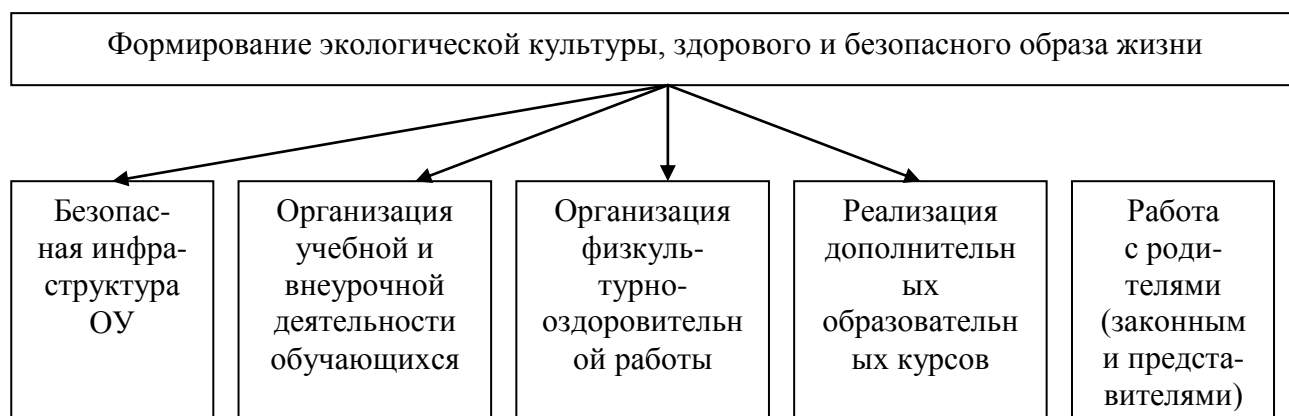 Формирование экологической культуры, здорового и безопасного образа жизни
Безопас-
ная инфра-
структура
ОУ
Организация
учебной и
внеурочной
деятельности
обучающихся
Организация
физкуль-
турно-
оздоровительн
ой работы
Реализация
дополнительн
ых
образовательн
ых курсов
Работа
с роди-
телями
(законным
и предста-
вителями)